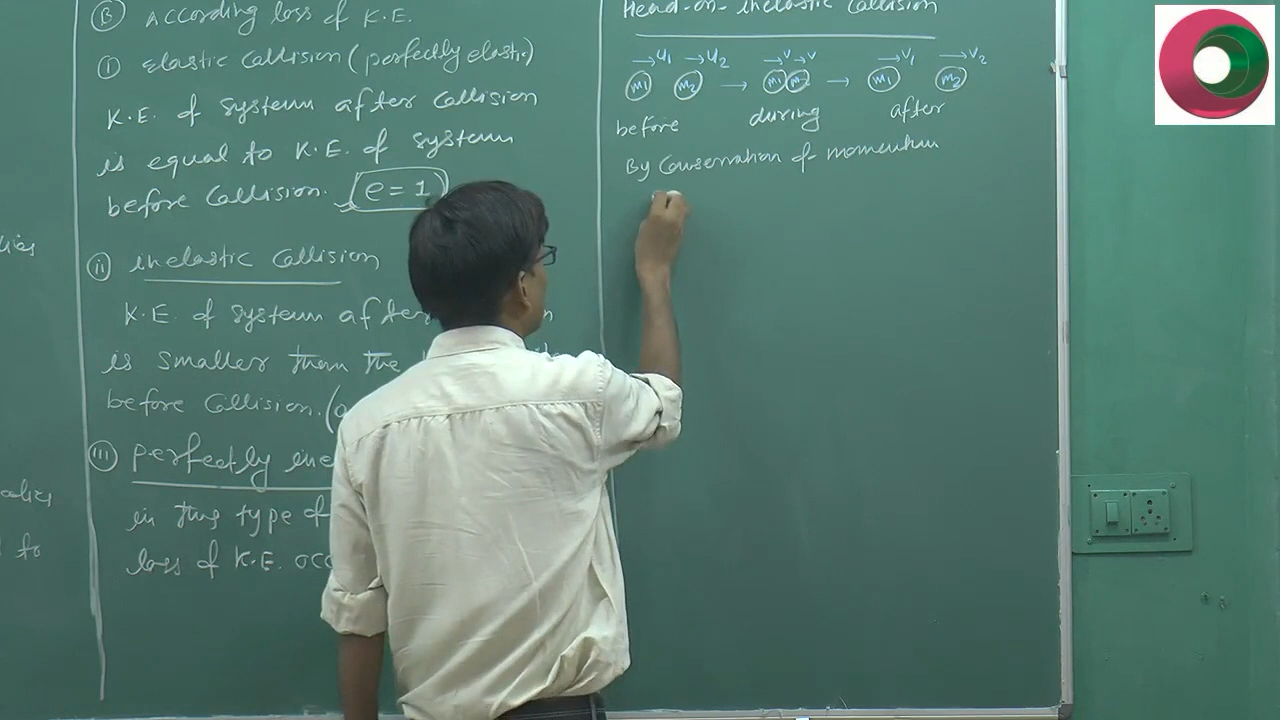 B According loss of K.E.
i elastic Collision (perfectly elastic)
K.E. of system after Collision
is equal to K.E. of system
before Collision. e = 1
ii inelastic Collision
K.E. of system after
is smaller than the
before Collision. (
iii perfectly ine
in this type of
loss of K.E. occ
to
Head-on-inelastic Collision
u1 u2 v v v1 v2
m1 m2 → m1 m2 → m1 m2
before during after
By Conservation of momentum